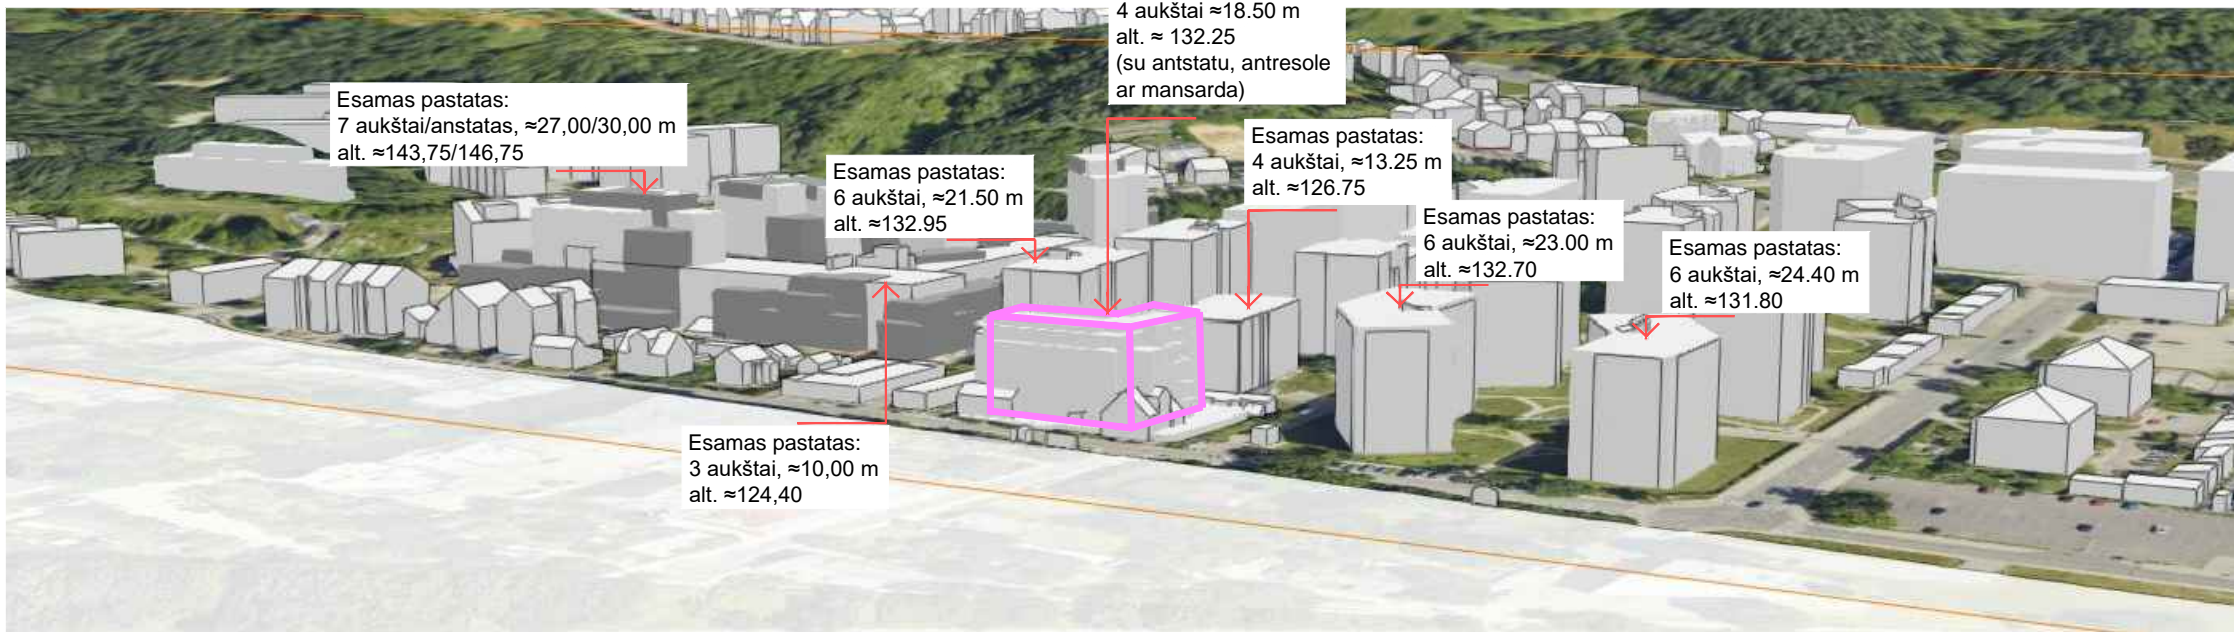 4 aukštai ≈18.50 m
alt. ≈ 132.25
(su antstatu, antresole
ar mansarda)
Esamas pastatas:
7 aukštai/anstatas, ≈27,00/30,00 m
alt. ≈143,75/146,75
Esamas pastatas:
4 aukštai, ≈13.25 m
alt. ≈126.75
Esamas pastatas:
6 aukštai, ≈21.50 m
alt. ≈132.95
Esamas pastatas:
6 aukštai, ≈23.00 m
alt. ≈132.70
Esamas pastatas:
6 aukštai, ≈24.40 m
alt. ≈131.80
Esamas pastatas:
3 aukštai, ≈10,00 m
alt. ≈124,40